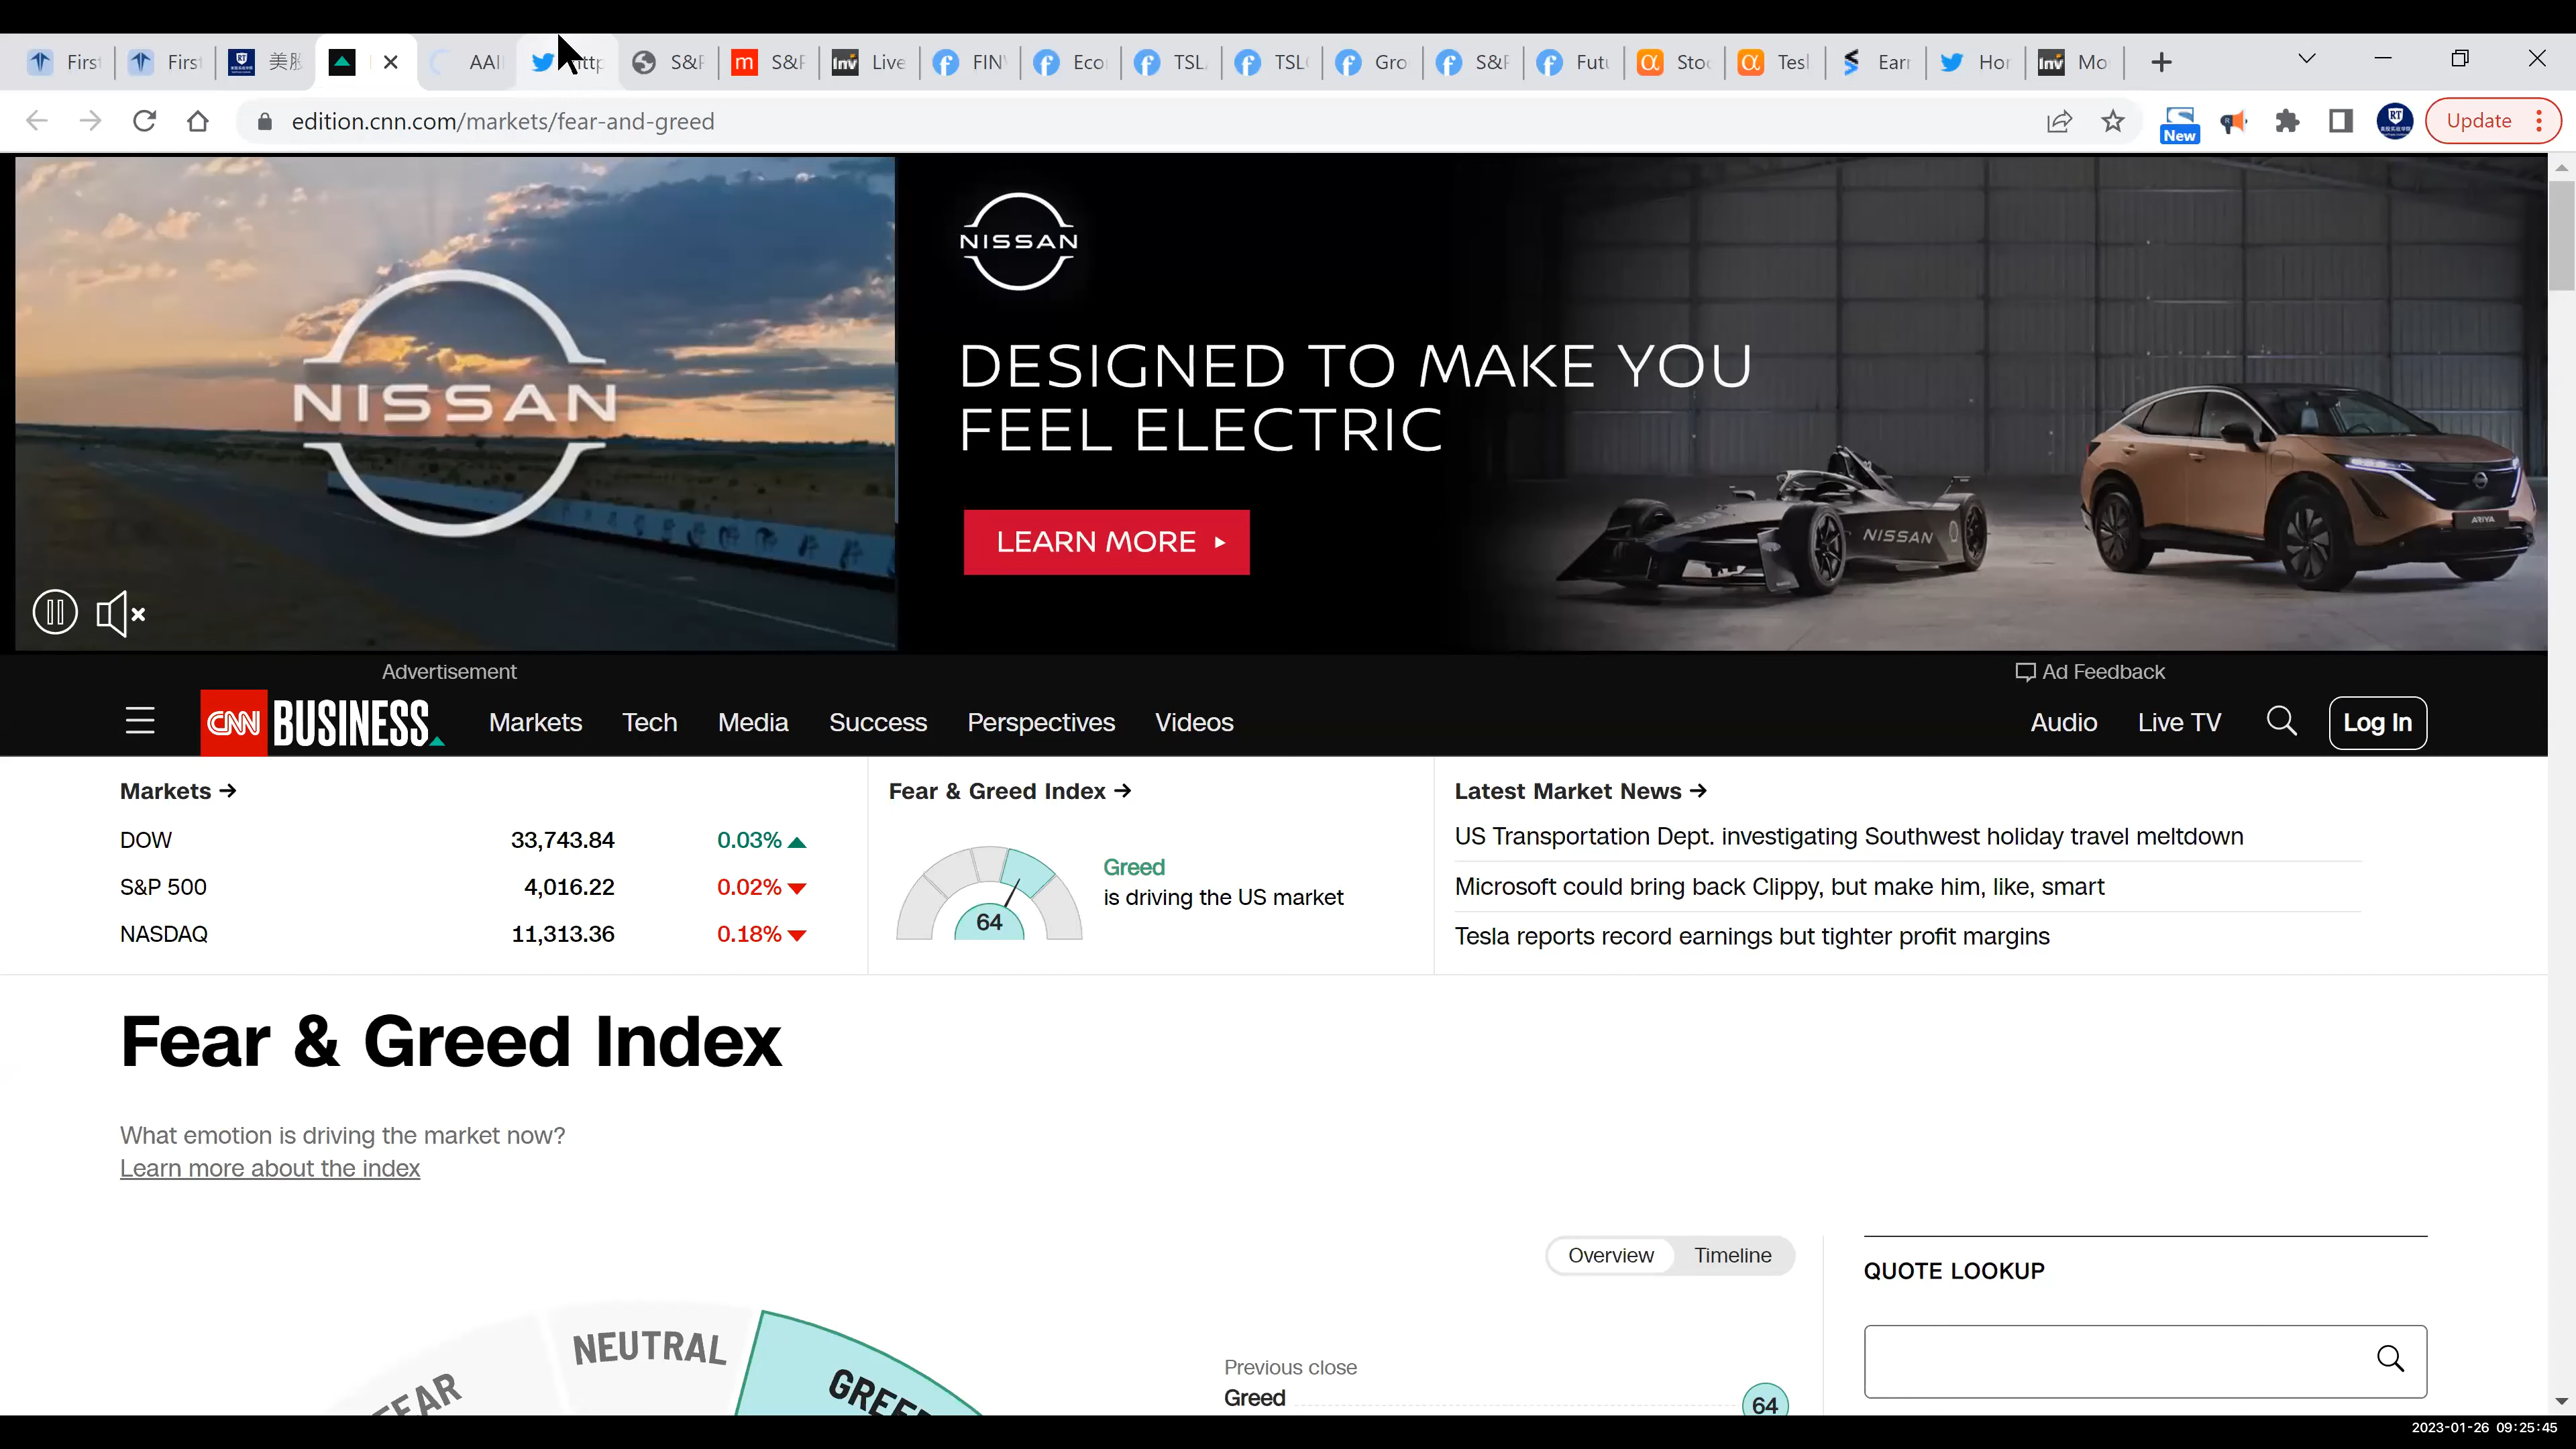 First
First
美股
AAII
S&P
S&P
Live
FIN
Eco
TSL
TSL
Gro
S&P
Futu
Stoc
Tesl
Earn
Hom
Mo
edition.cnn.com/markets/fear-and-greed
New
Update
NISSAN
NISSAN
DESIGNED TO MAKE YOU
FEEL ELECTRIC
LEARN MORE
NISSAN
ARIYA
Advertisement
Ad Feedback
CNN BUSINESS
Markets
Tech
Media
Success
Perspectives
Videos
Audio
Live TV
Log In
Markets →
DOW 33,743.84 0.03%
S&P 500 4,016.22 0.02%
NASDAQ 11,313.36 0.18%
Fear & Greed Index →
64
Greed
is driving the US market
Latest Market News →
US Transportation Dept. investigating Southwest holiday travel meltdown
Microsoft could bring back Clippy, but make him, like, smart
Tesla reports record earnings but tighter profit margins
Fear & Greed Index
What emotion is driving the market now?
Learn more about the index
Overview
Timeline
QUOTE LOOKUP
FEAR
NEUTRAL
GREED
Previous close
Greed
64
2023-01-26 09:25:45